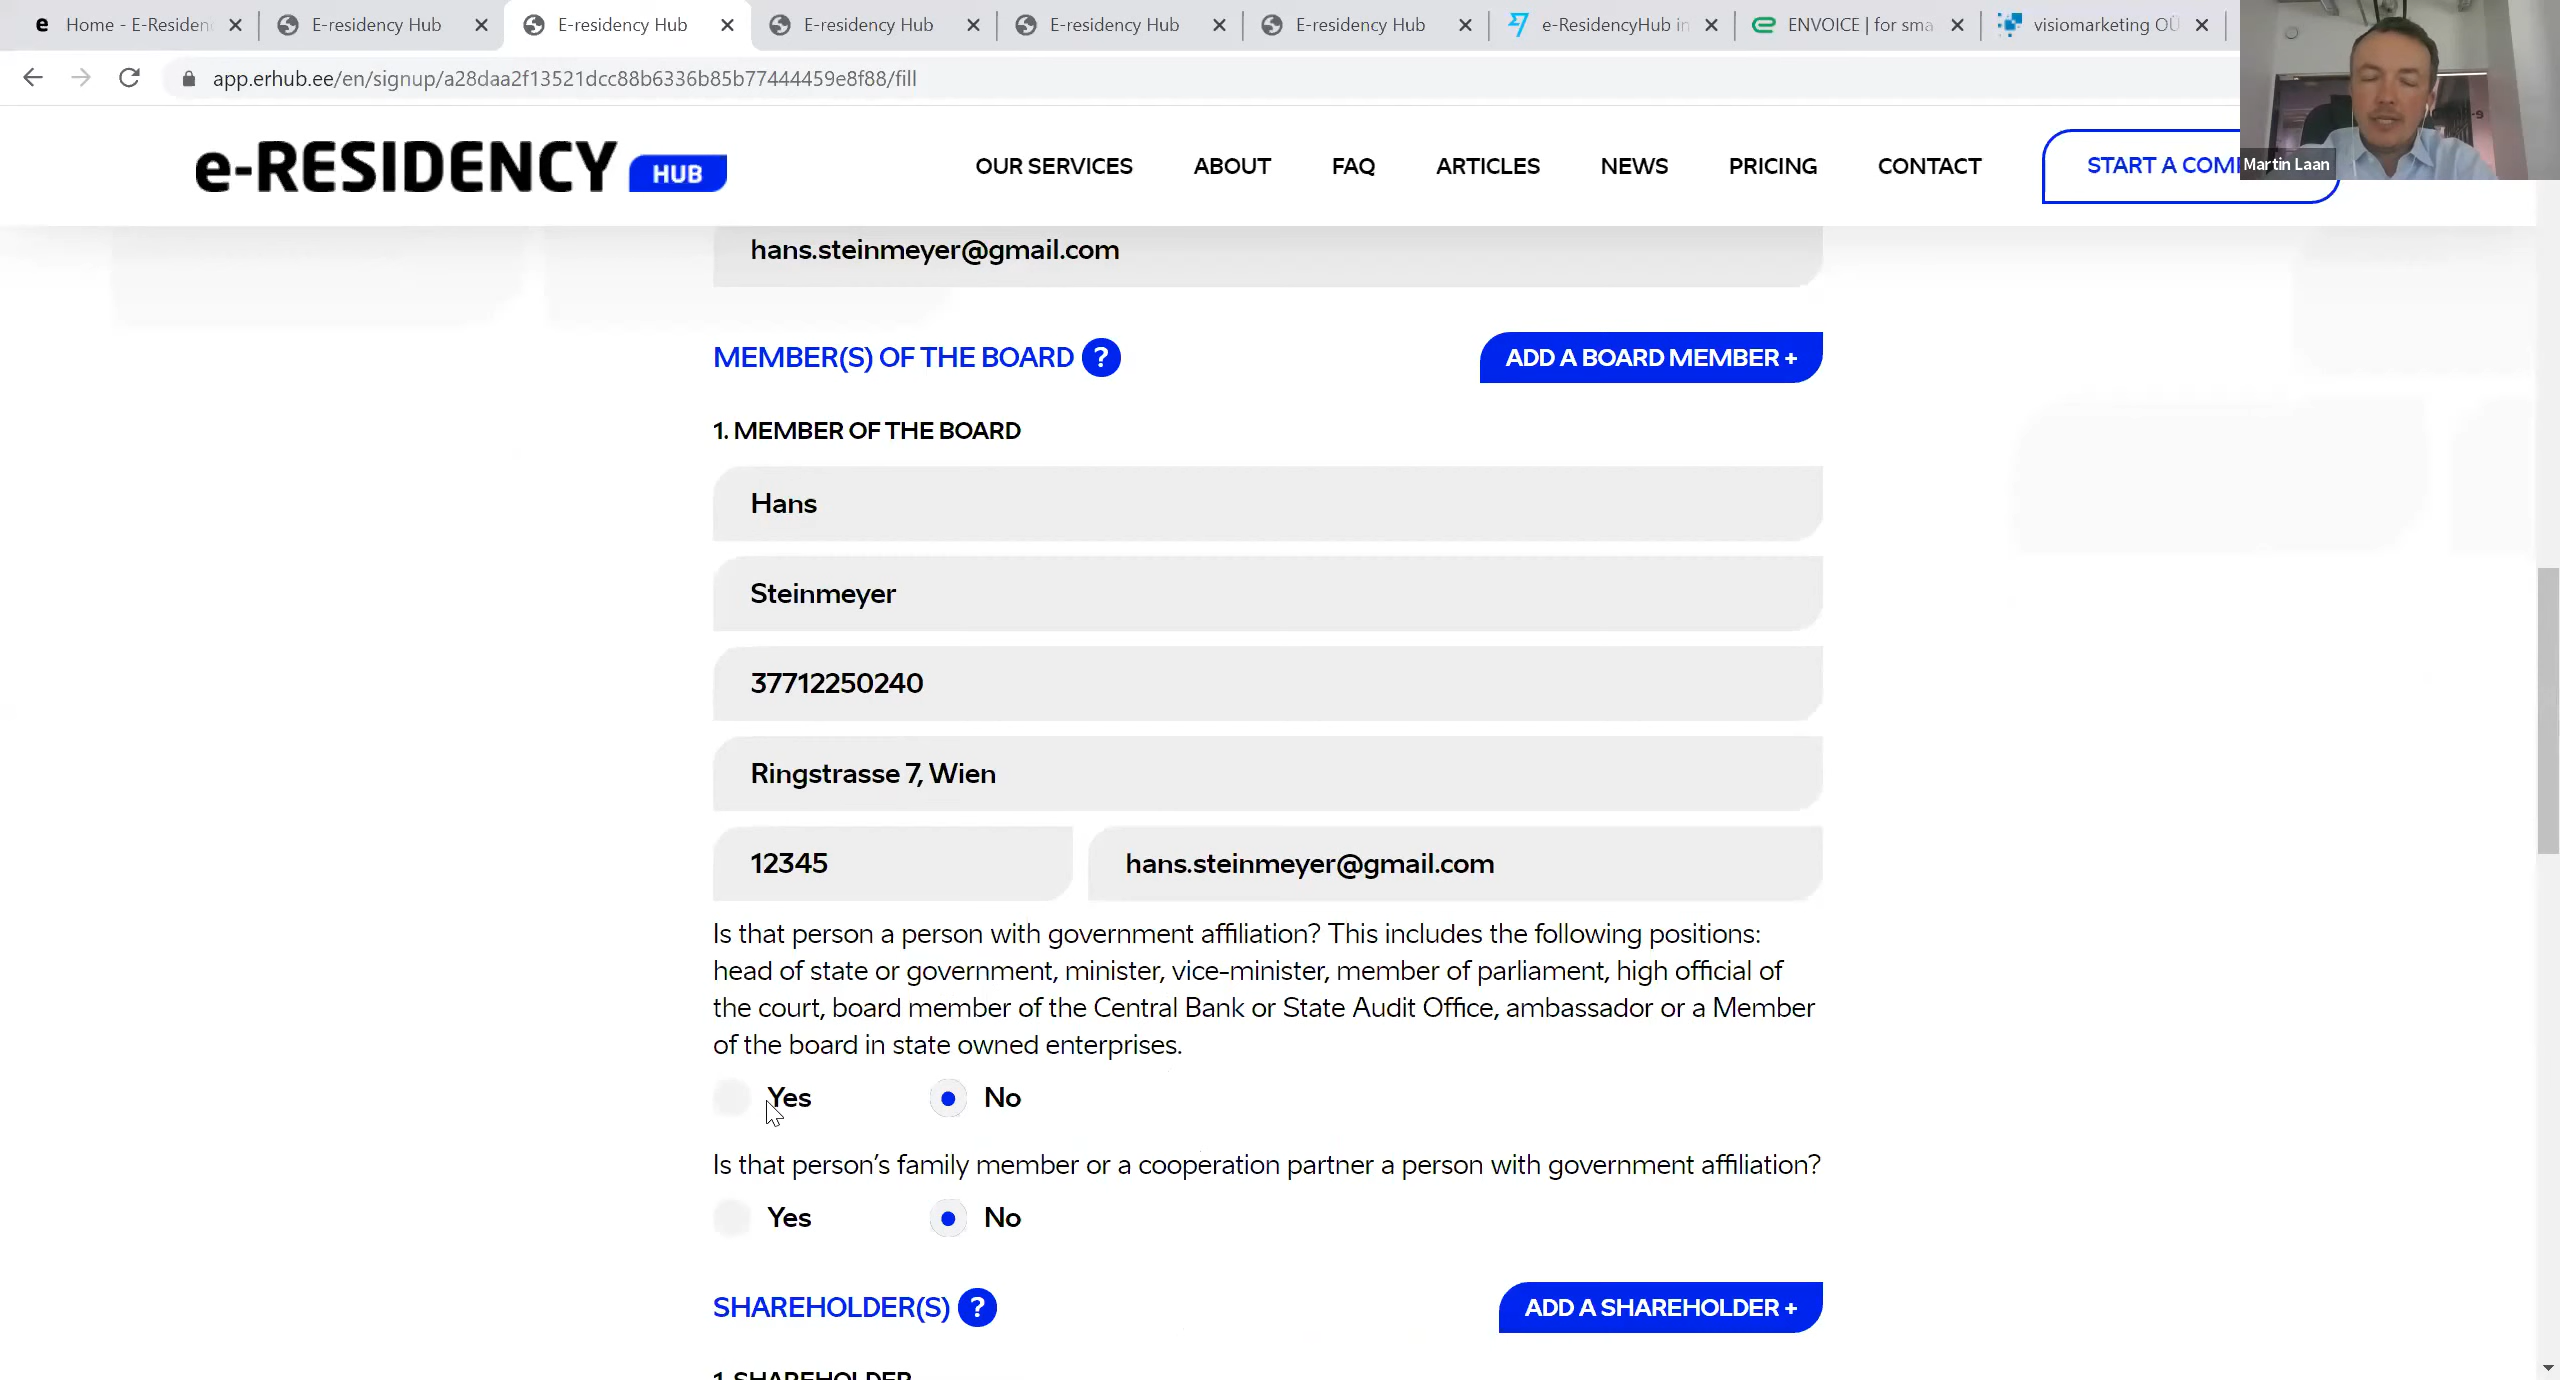 e Home - E-Residen
E-residency Hub
E-residency Hub
E-residency Hub
E-residency Hub
E-residency Hub
e-ResidencyHub in
ENVOICE | for sma
visiomarketing OÜ
app.erhub.ee/en/signup/a28daa2f13521dcc88b6336b85b77444459e8f88/fill
e-RESIDENCY HUB
OUR SERVICES
ABOUT
FAQ
ARTICLES
NEWS
PRICING
CONTACT
START A COM
Martin Laan
hans.steinmeyer@gmail.com
MEMBER(S) OF THE BOARD ?
ADD A BOARD MEMBER +
1. MEMBER OF THE BOARD
Hans
Steinmeyer
37712250240
Ringstrasse 7, Wien
12345
hans.steinmeyer@gmail.com
Is that person a person with government affiliation? This includes the following positions:
head of state or government, minister, vice-minister, member of parliament, high official of
the court, board member of the Central Bank or State Audit Office, ambassador or a Member
of the board in state owned enterprises.
Yes No
Is that person's family member or a cooperation partner a person with government affiliation?
Yes No
SHAREHOLDER(S) ?
ADD A SHAREHOLDER +
1. SHAREHOLDER